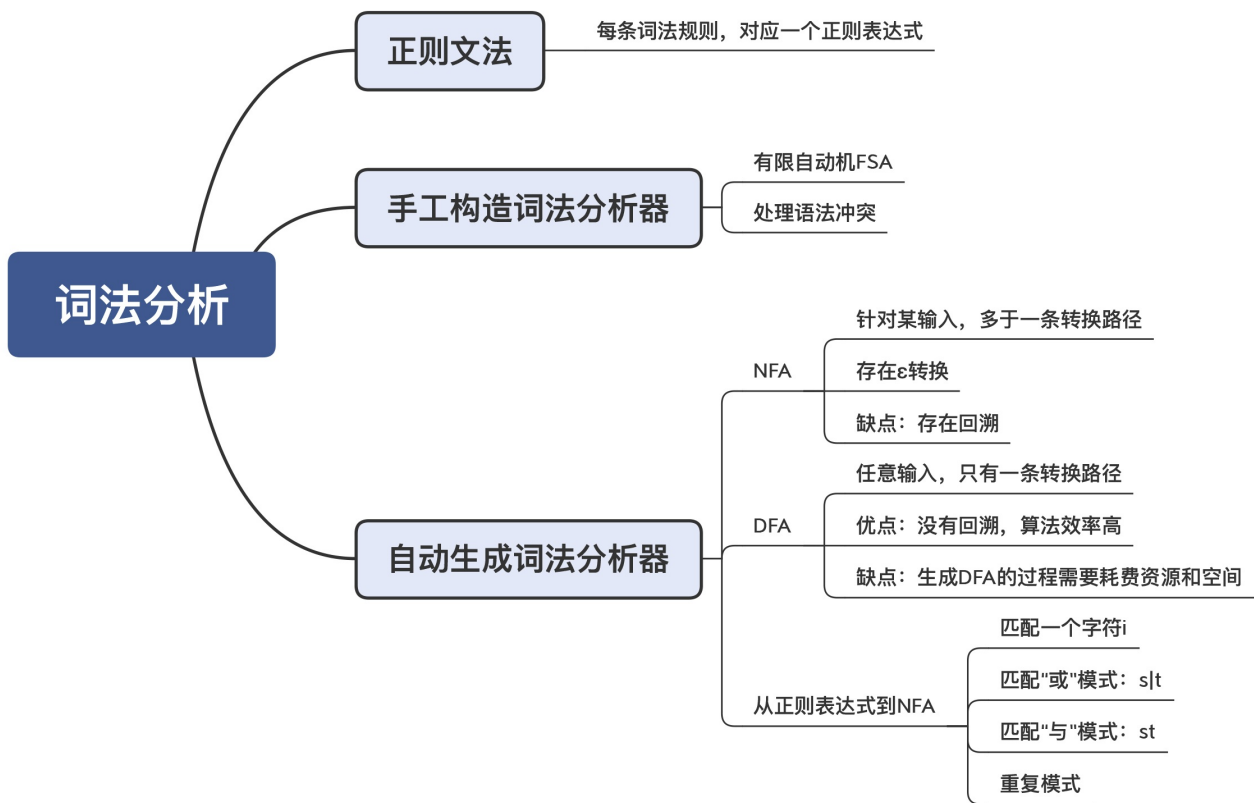 词法分析
正则文法
每条词法规则，对应一个正则表达式
手工构造词法分析器
有限自动机FSA
处理语法冲突
自动生成词法分析器
NFA
针对某输入，多于一条转换路径
存在ε转换
缺点：存在回溯
DFA
任意输入，只有一条转换路径
优点：没有回溯，算法效率高
缺点：生成DFA的过程需要耗费资源和空间
从正则表达式到NFA
匹配一个字符i
匹配"或"模式：s|t
匹配"与"模式：st
重复模式